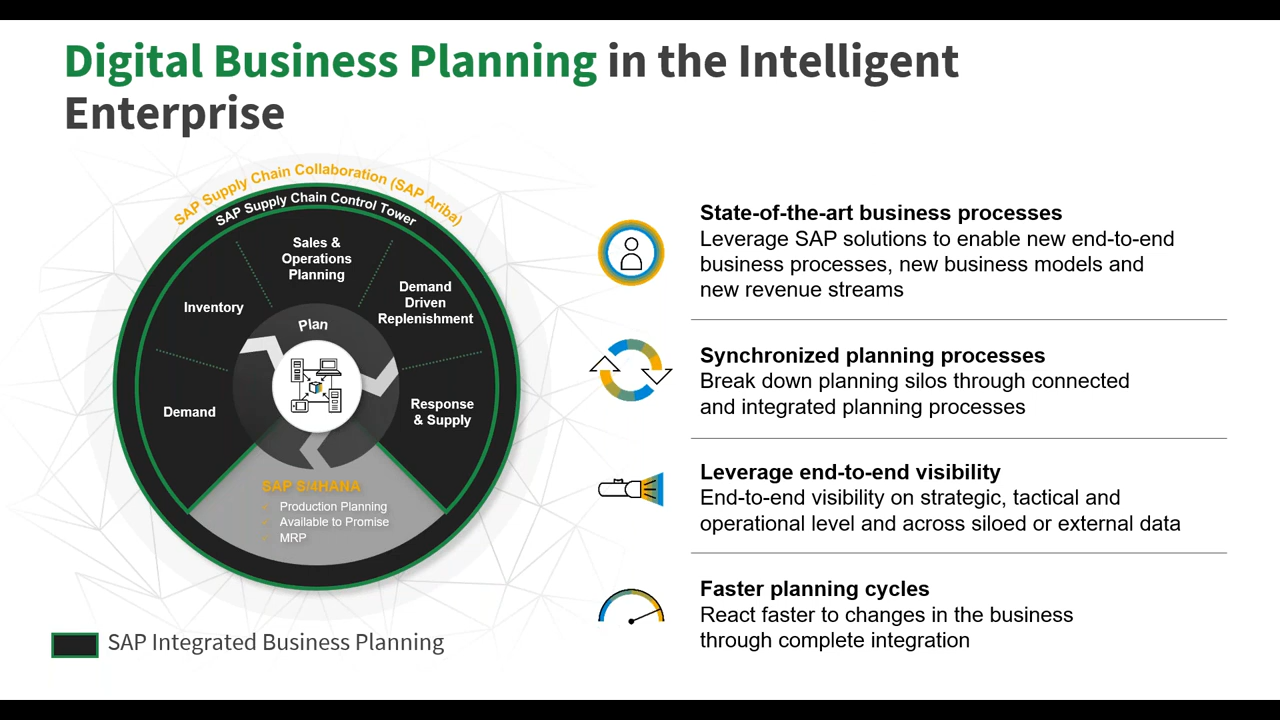 Digital Business Planning in the Intelligent
Enterprise
SAP Supply Chain Collaboration (SAP Ariba)
SAP Supply Chain Control Tower
Sales &
Operations
Planning
Inventory
Demand
Driven
Replenishment
Plan
Demand
Response
& Supply
SAP S/4HANA
Production Planning
Available to Promise
MRP
SAP Integrated Business Planning
State-of-the-art business processes
Leverage SAP solutions to enable new end-to-end
business processes, new business models and
new revenue streams
Synchronized planning processes
Break down planning silos through connected
and integrated planning processes
Leverage end-to-end visibility
End-to-end visibility on strategic, tactical and
operational level and across siloed or external data
Faster planning cycles
React faster to changes in the business
through complete integration